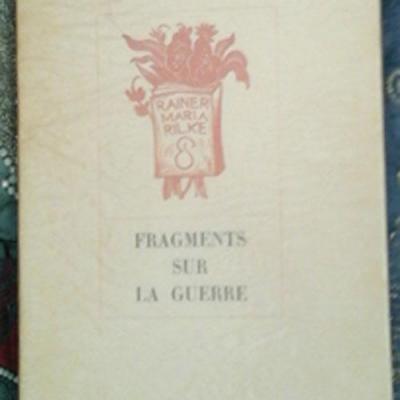 RAINER
MARIA
RILKE
8
FRAGMENTS
SUR
LA GUERRE